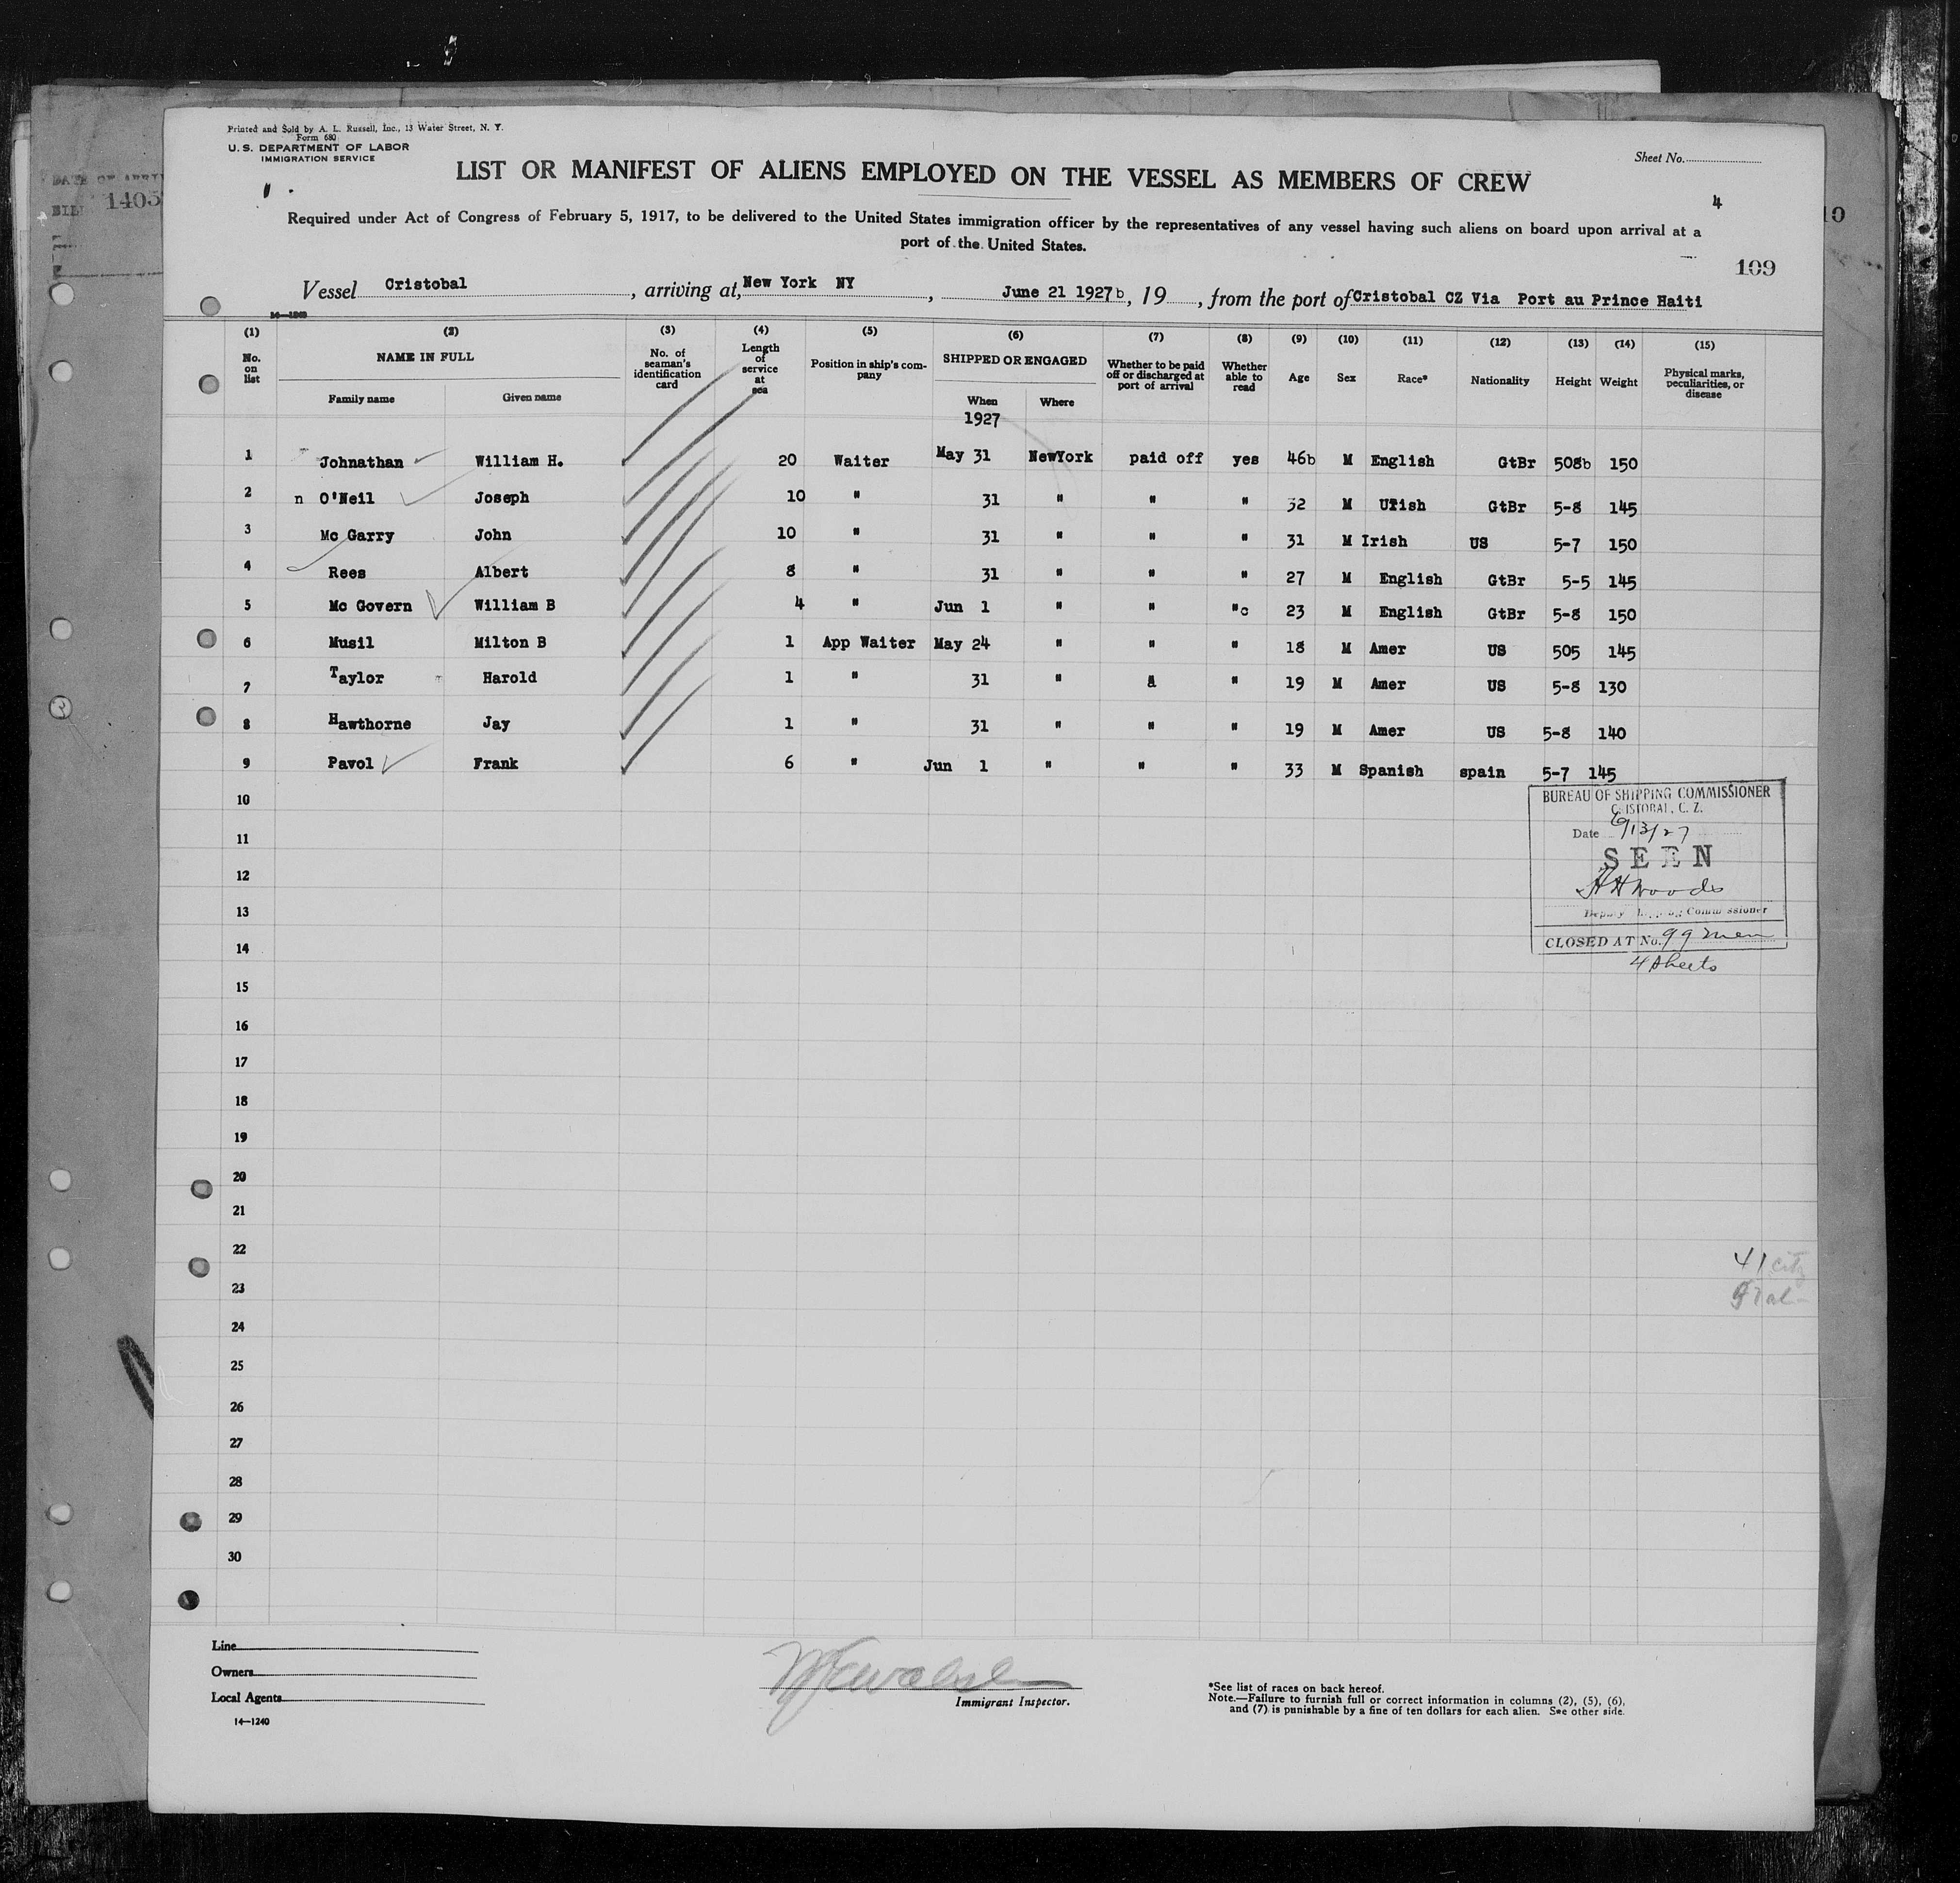 Printed and Sold by A. L. Russell, Inc., 13 Water Street, N. Y.
Form 680
U. S. DEPARTMENT OF LABOR
IMMIGRATION SERVICE
Sheet No.
LIST OR MANIFEST OF ALIENS EMPLOYED ON THE VESSEL AS MEMBERS OF CREW
4
Required under Act of Congress of February 5, 1917, to be delivered to the United States immigration officer by the representatives of any vessel having such aliens on board upon arrival at a
port of the United States.
109
10
1405
Vessel Cristobal, arriving at, New York NY, June 21 1927b, 19, from the port of Cristobal CZ Via Port au Prince Haiti
(1) (2) (3) (4) (5) (6) (7) (8) (9) (10) (11) (12) (13) (14) (15)
No. on list NAME IN FULL Family name Given name No. of seaman's identification card Length of service at sea Position in ship's company SHIPPED OR ENGAGED When Where Whether to be paid off or discharged at port of arrival Whether able to read Age Sex Race* Nationality Height Weight Physical marks, peculiarities, or disease
1927
1 Johnathan William H. 20 Waiter May 31 NewYork paid off yes 46b M English GtBr 508b 150
2 n O'Neil Joseph 10 " 31 " " " 32 M UIish GtBr 5-8 145
3 Mc Garry John 10 " 31 " " " 31 M Irish US 5-7 150
4 Rees Albert 8 " 31 " " " 27 M English GtBr 5-5 145
5 Mc Govern William B 4 " Jun 1 " " "c 23 M English GtBr 5-8 150
6 Musil Milton B 1 App Waiter May 24 " " " 18 M Amer US 505 145
7 Taylor Harold 1 " 31 " a " 19 M Amer US 5-8 130
8 Hawthorne Jay 1 " 31 " " " 19 M Amer US 5-8 140
9 Pavol Frank 6 " Jun 1 " " " 33 M Spanish spain 5-7 145
10
11
12
13
14
15
16
17
18
19
20
21
22
23
24
25
26
27
28
29
30
BUREAU OF SHIPPING COMMISSIONER
CRISTOBAL, C. Z.
Date 6/13/27
SEEN
HH Woods
Deputy Shipping Commissioner
CLOSED AT No. 99 men
4 Sheets
41 citz
Line
Owners
Local Agents
14—1240
Immigrant Inspector.
*See list of races on back hereof.
Note.—Failure to furnish full or correct information in columns (2), (5), (6),
and (7) is punishable by a fine of ten dollars for each alien. See other side.